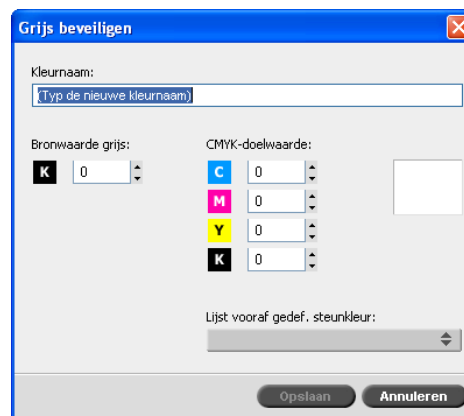 Grijs beveiligen
Kleurnaam:
(Typ de nieuwe kleurnaam)
Bronwaarde grijs:
CMYK-doelwaarde:
K 0
C 0
M 0
Y 0
K 0
Lijst vooraf gedef. steunkleur:
Opslaan
Annuleren